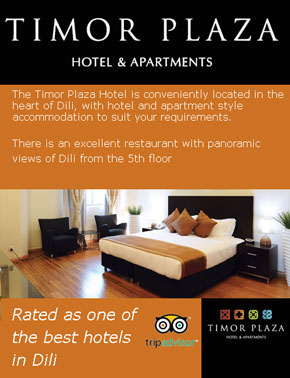 TIMOR PLAZA
HOTEL & APARTMENTS
The Timor Plaza Hotel is conveniently located in the
heart of Dili, with hotel and apartment style
accommodation to suit your requirements.
There is an excellent restaurant with panoramic
views of Dili from the 5th floor
Rated as one of
the best hotels
in Dili
tripadvisor
TIMOR PLAZA
HOTEL & APARTMENTS